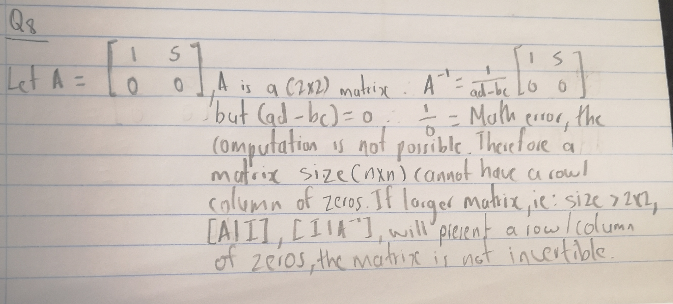 Q8
Let A = [1 5
0 0], A is a (2x2) matrix ∴ A⁻¹ = 1/ad-bc [1 5
0 0]
but (ad-bc) = 0 ∴ 1/0 = Math error, the
computation is not possible. Therefore a
matrix size (nxn) cannot have a row/
column of zeros. If larger matrix, ie: size > 2x2,
[A|I], [I|A⁻¹], will present a row/column
of zeros, the matrix is not invertible.